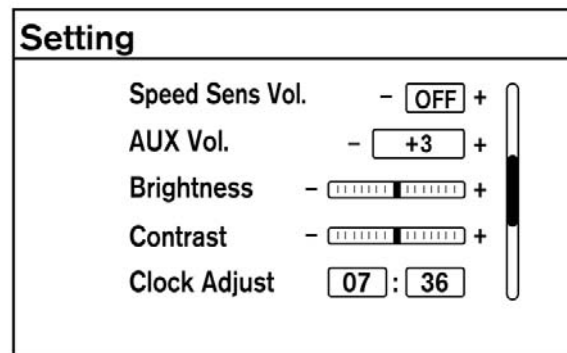 Setting
Speed Sens Vol. - OFF +
AUX Vol. - +3 +
Brightness - +
Contrast - +
Clock Adjust 07 : 36